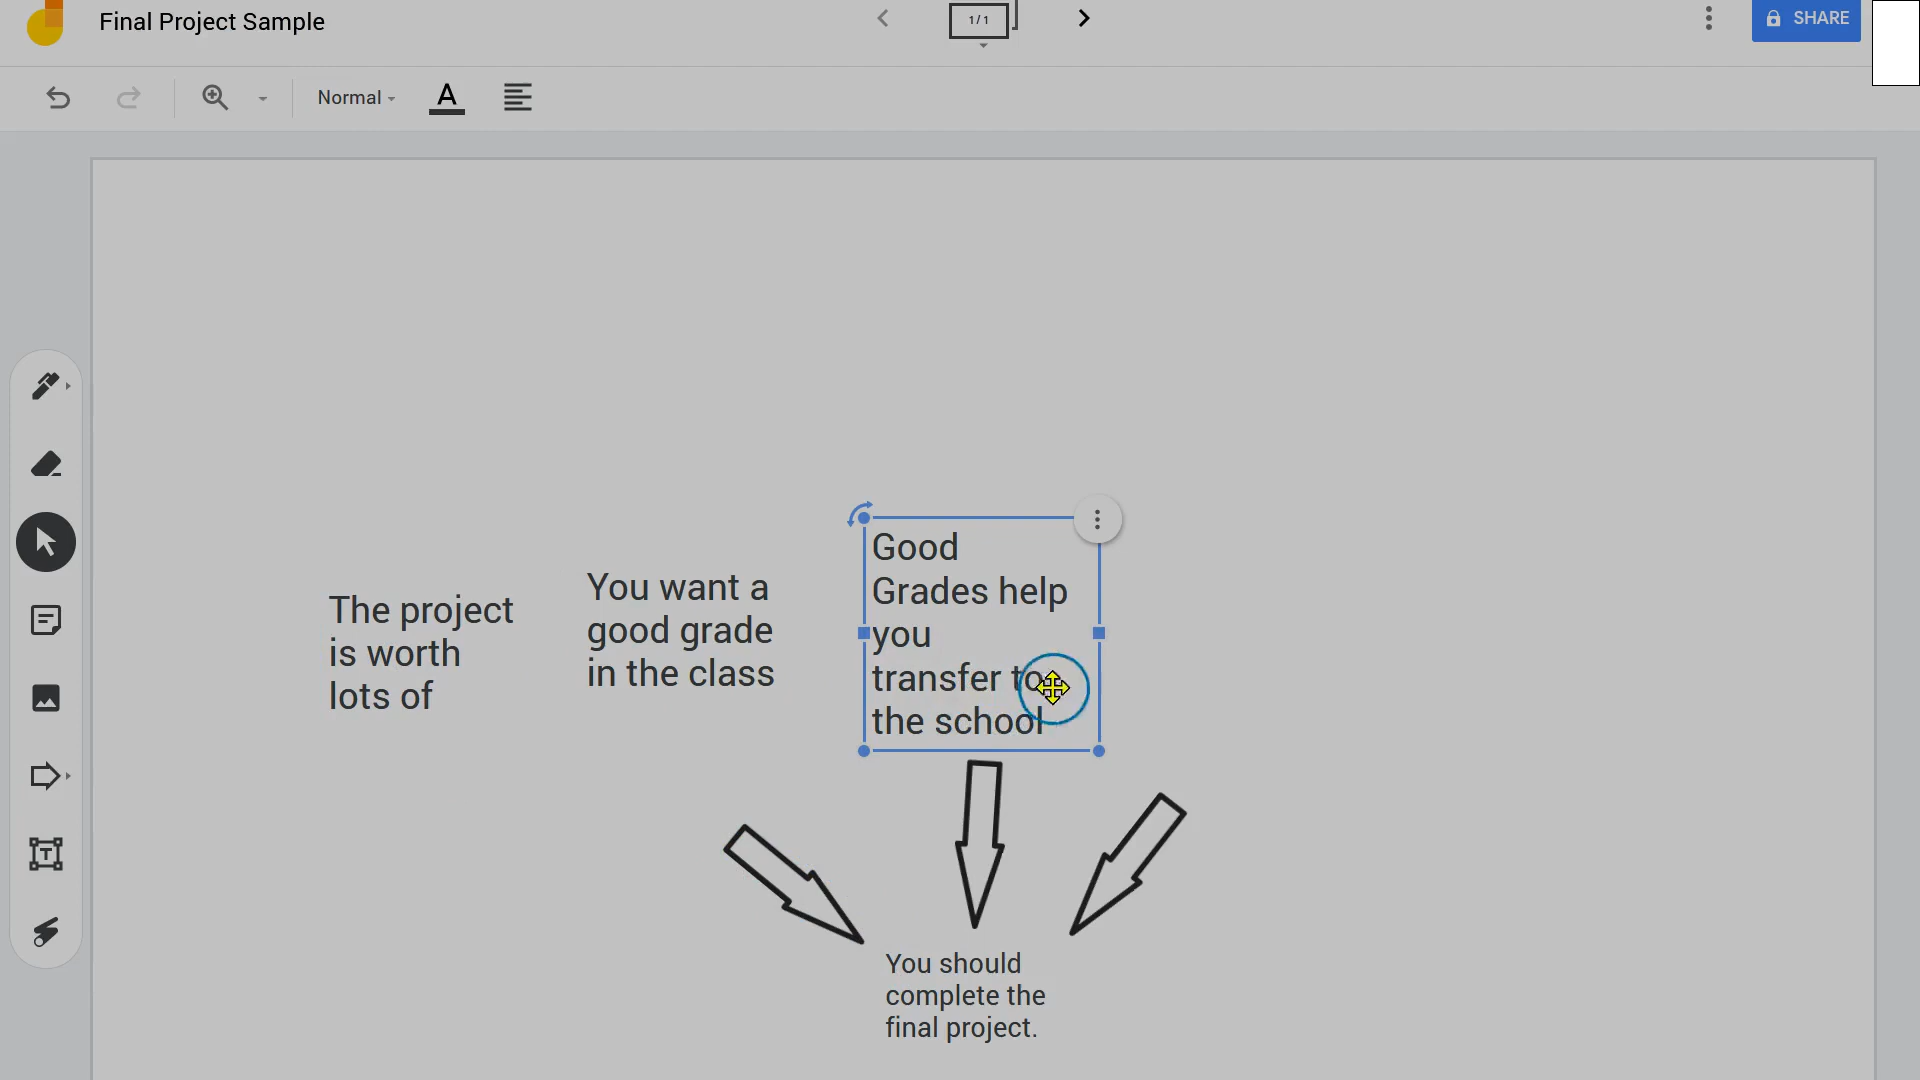 Final Project Sample
1 / 1
SHARE
Normal
A
The project
is worth
lots of
You want a
good grade
in the class
Good
Grades help
you
transfer to
the school
You should
complete the
final project.